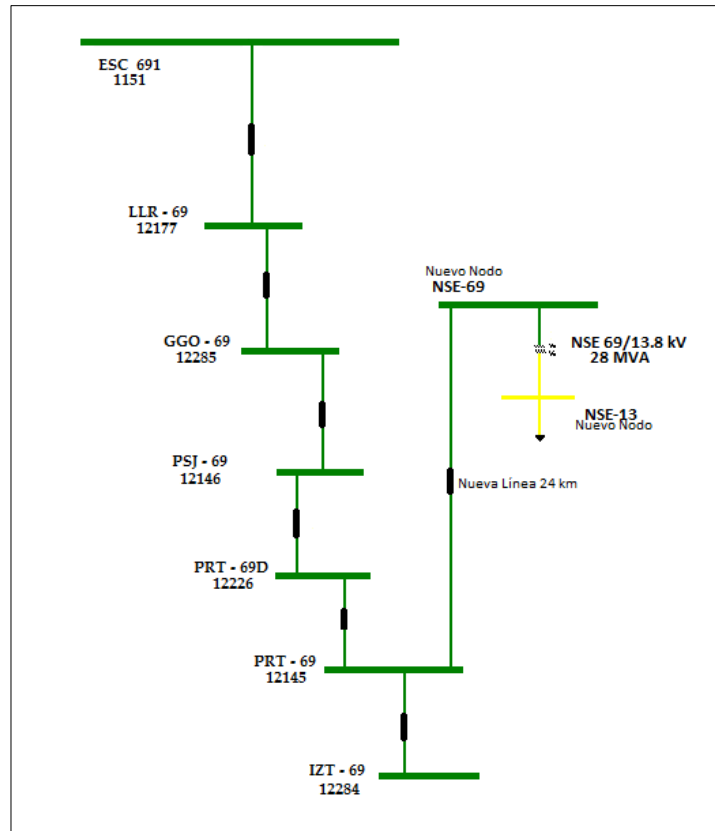 ESC 691
1151
LLR - 69
12177
Nuevo Nodo
NSE-69
GGO - 69
12285
NSE 69/13.8 kV
28 MVA
NSE-13
Nuevo Nodo
PSJ - 69
12146
Nueva Línea 24 km
PRT - 69D
12226
PRT - 69
12145
IZT - 69
12284